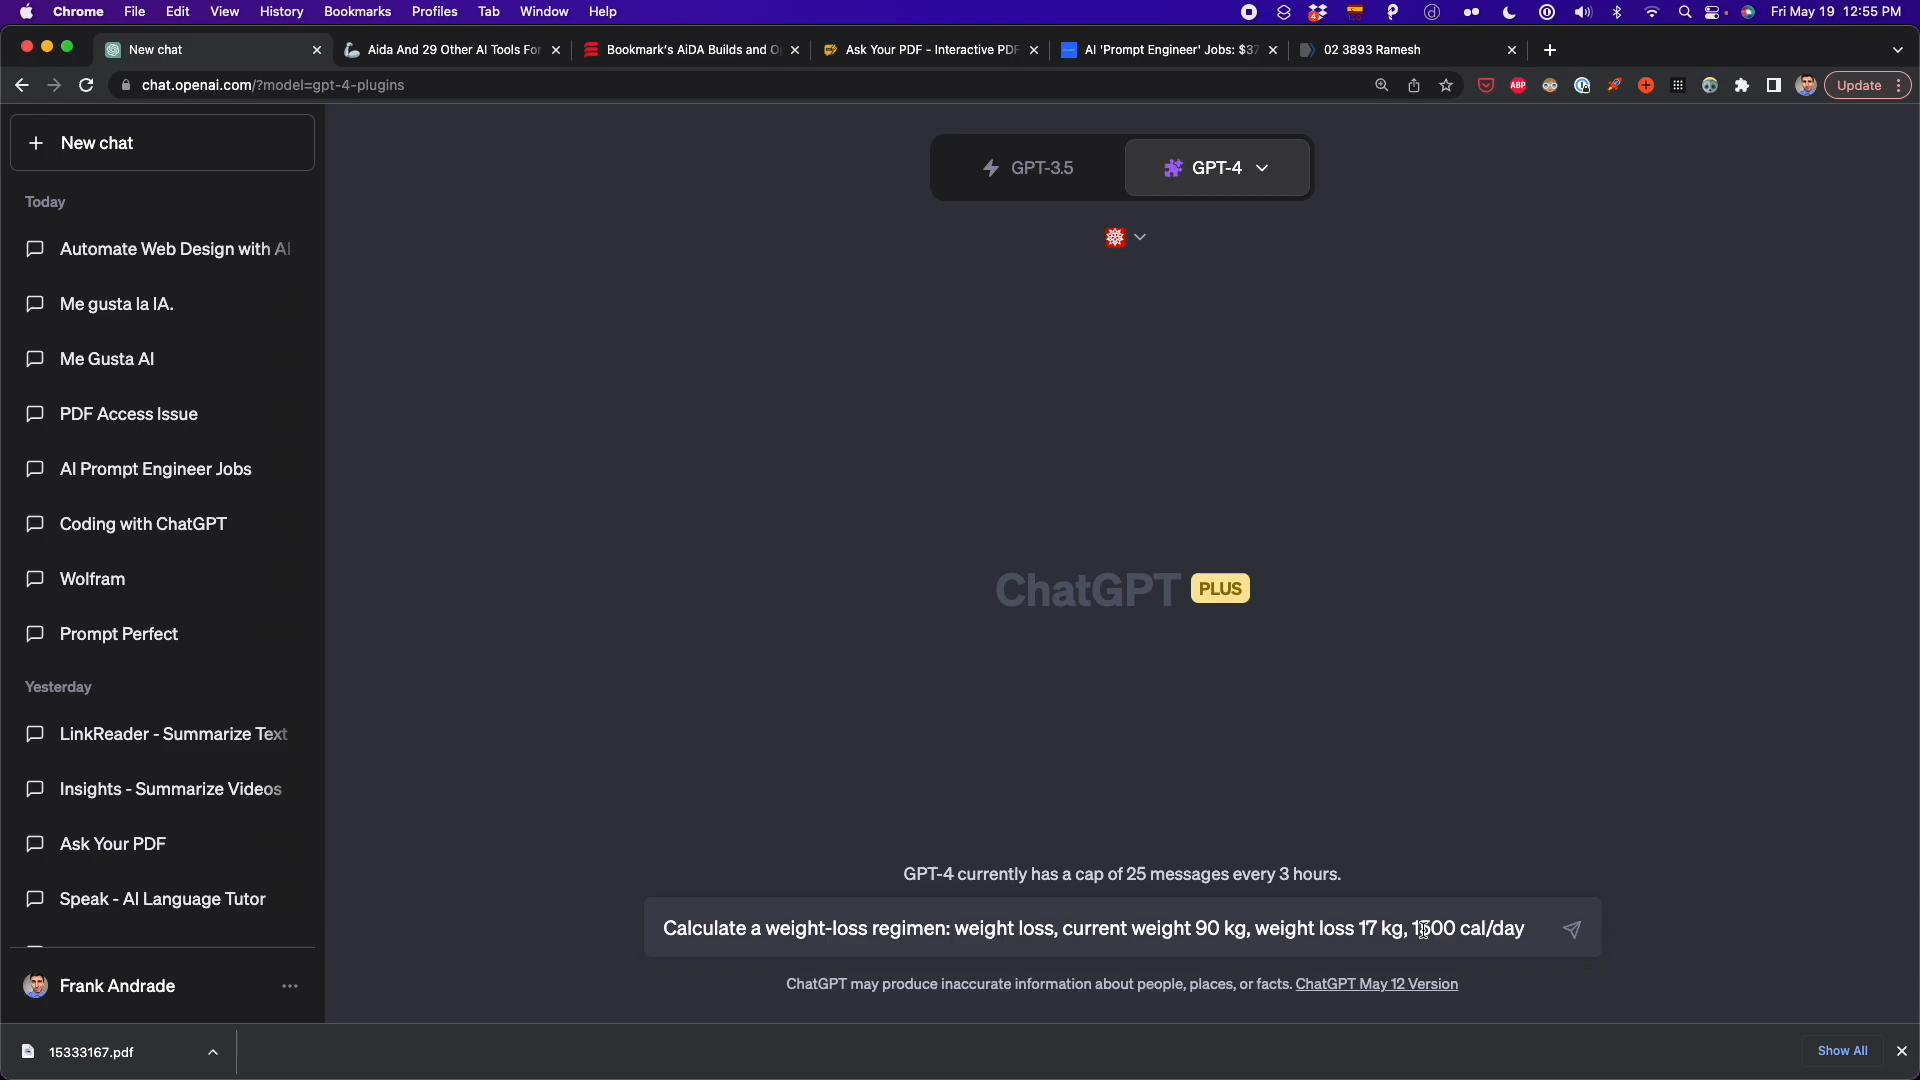 Chrome File Edit View History Bookmarks Profiles Tab Window Help Fri May 19 12:55 PM
New chat Aida And 29 Other AI Tools For Bookmark's AiDA Builds and O Ask Your PDF - Interactive PDF AI 'Prompt Engineer' Jobs: $37 02 3893 Ramesh
chat.openai.com/?model=gpt-4-plugins ABP Update
New chat
GPT-3.5 GPT-4
Today
Automate Web Design with AI
Me gusta la IA.
Me Gusta AI
PDF Access Issue
AI Prompt Engineer Jobs
Coding with ChatGPT
Wolfram
ChatGPT PLUS
Prompt Perfect
Yesterday
LinkReader - Summarize Text
Insights - Summarize Videos
Ask Your PDF
Speak - AI Language Tutor
GPT-4 currently has a cap of 25 messages every 3 hours.
Calculate a weight-loss regimen: weight loss, current weight 90 kg, weight loss 17 kg, 1500 cal/day
ChatGPT may produce inaccurate information about people, places, or facts. ChatGPT May 12 Version
Frank Andrade
15333167.pdf Show All